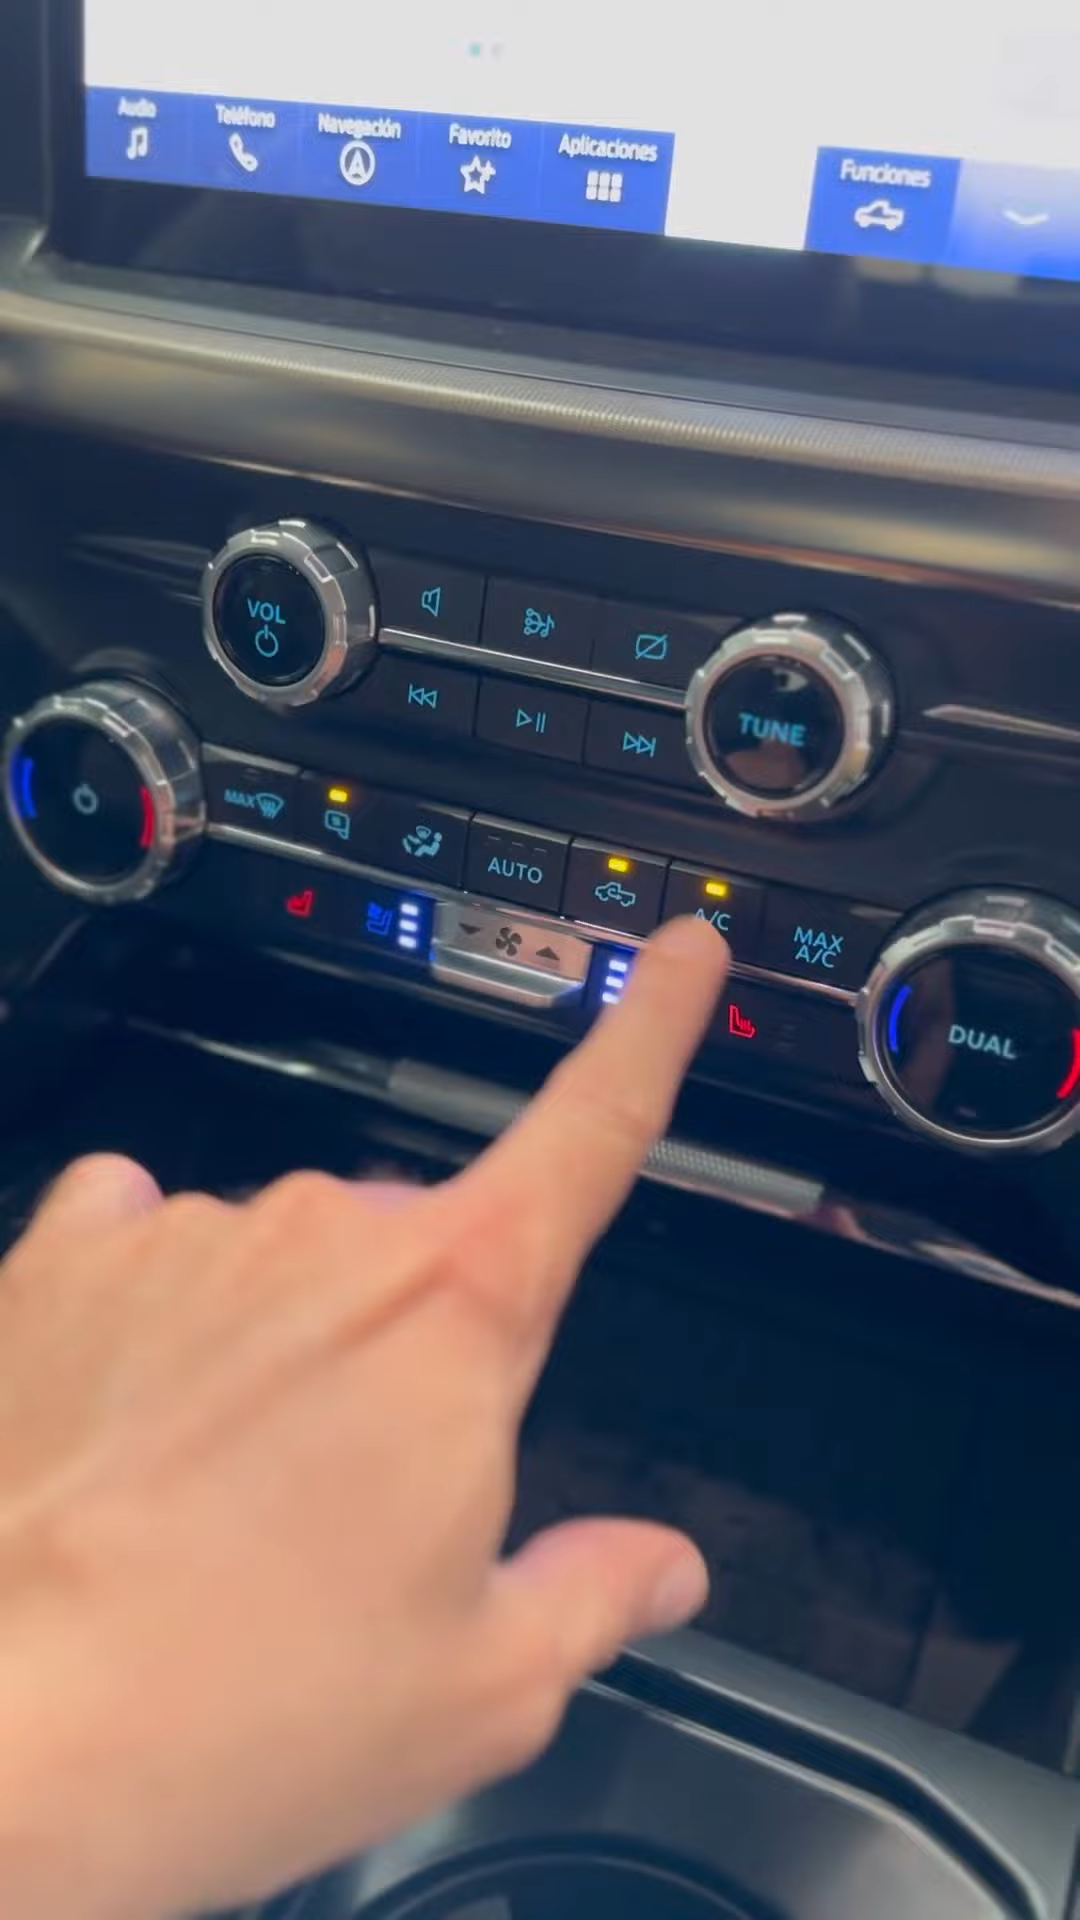 Audio
Teléfono
Navegación
Favorito
Aplicaciones
Funciones
VOL
TUNE
MAX
AUTO
A/C
MAX
A/C
DUAL